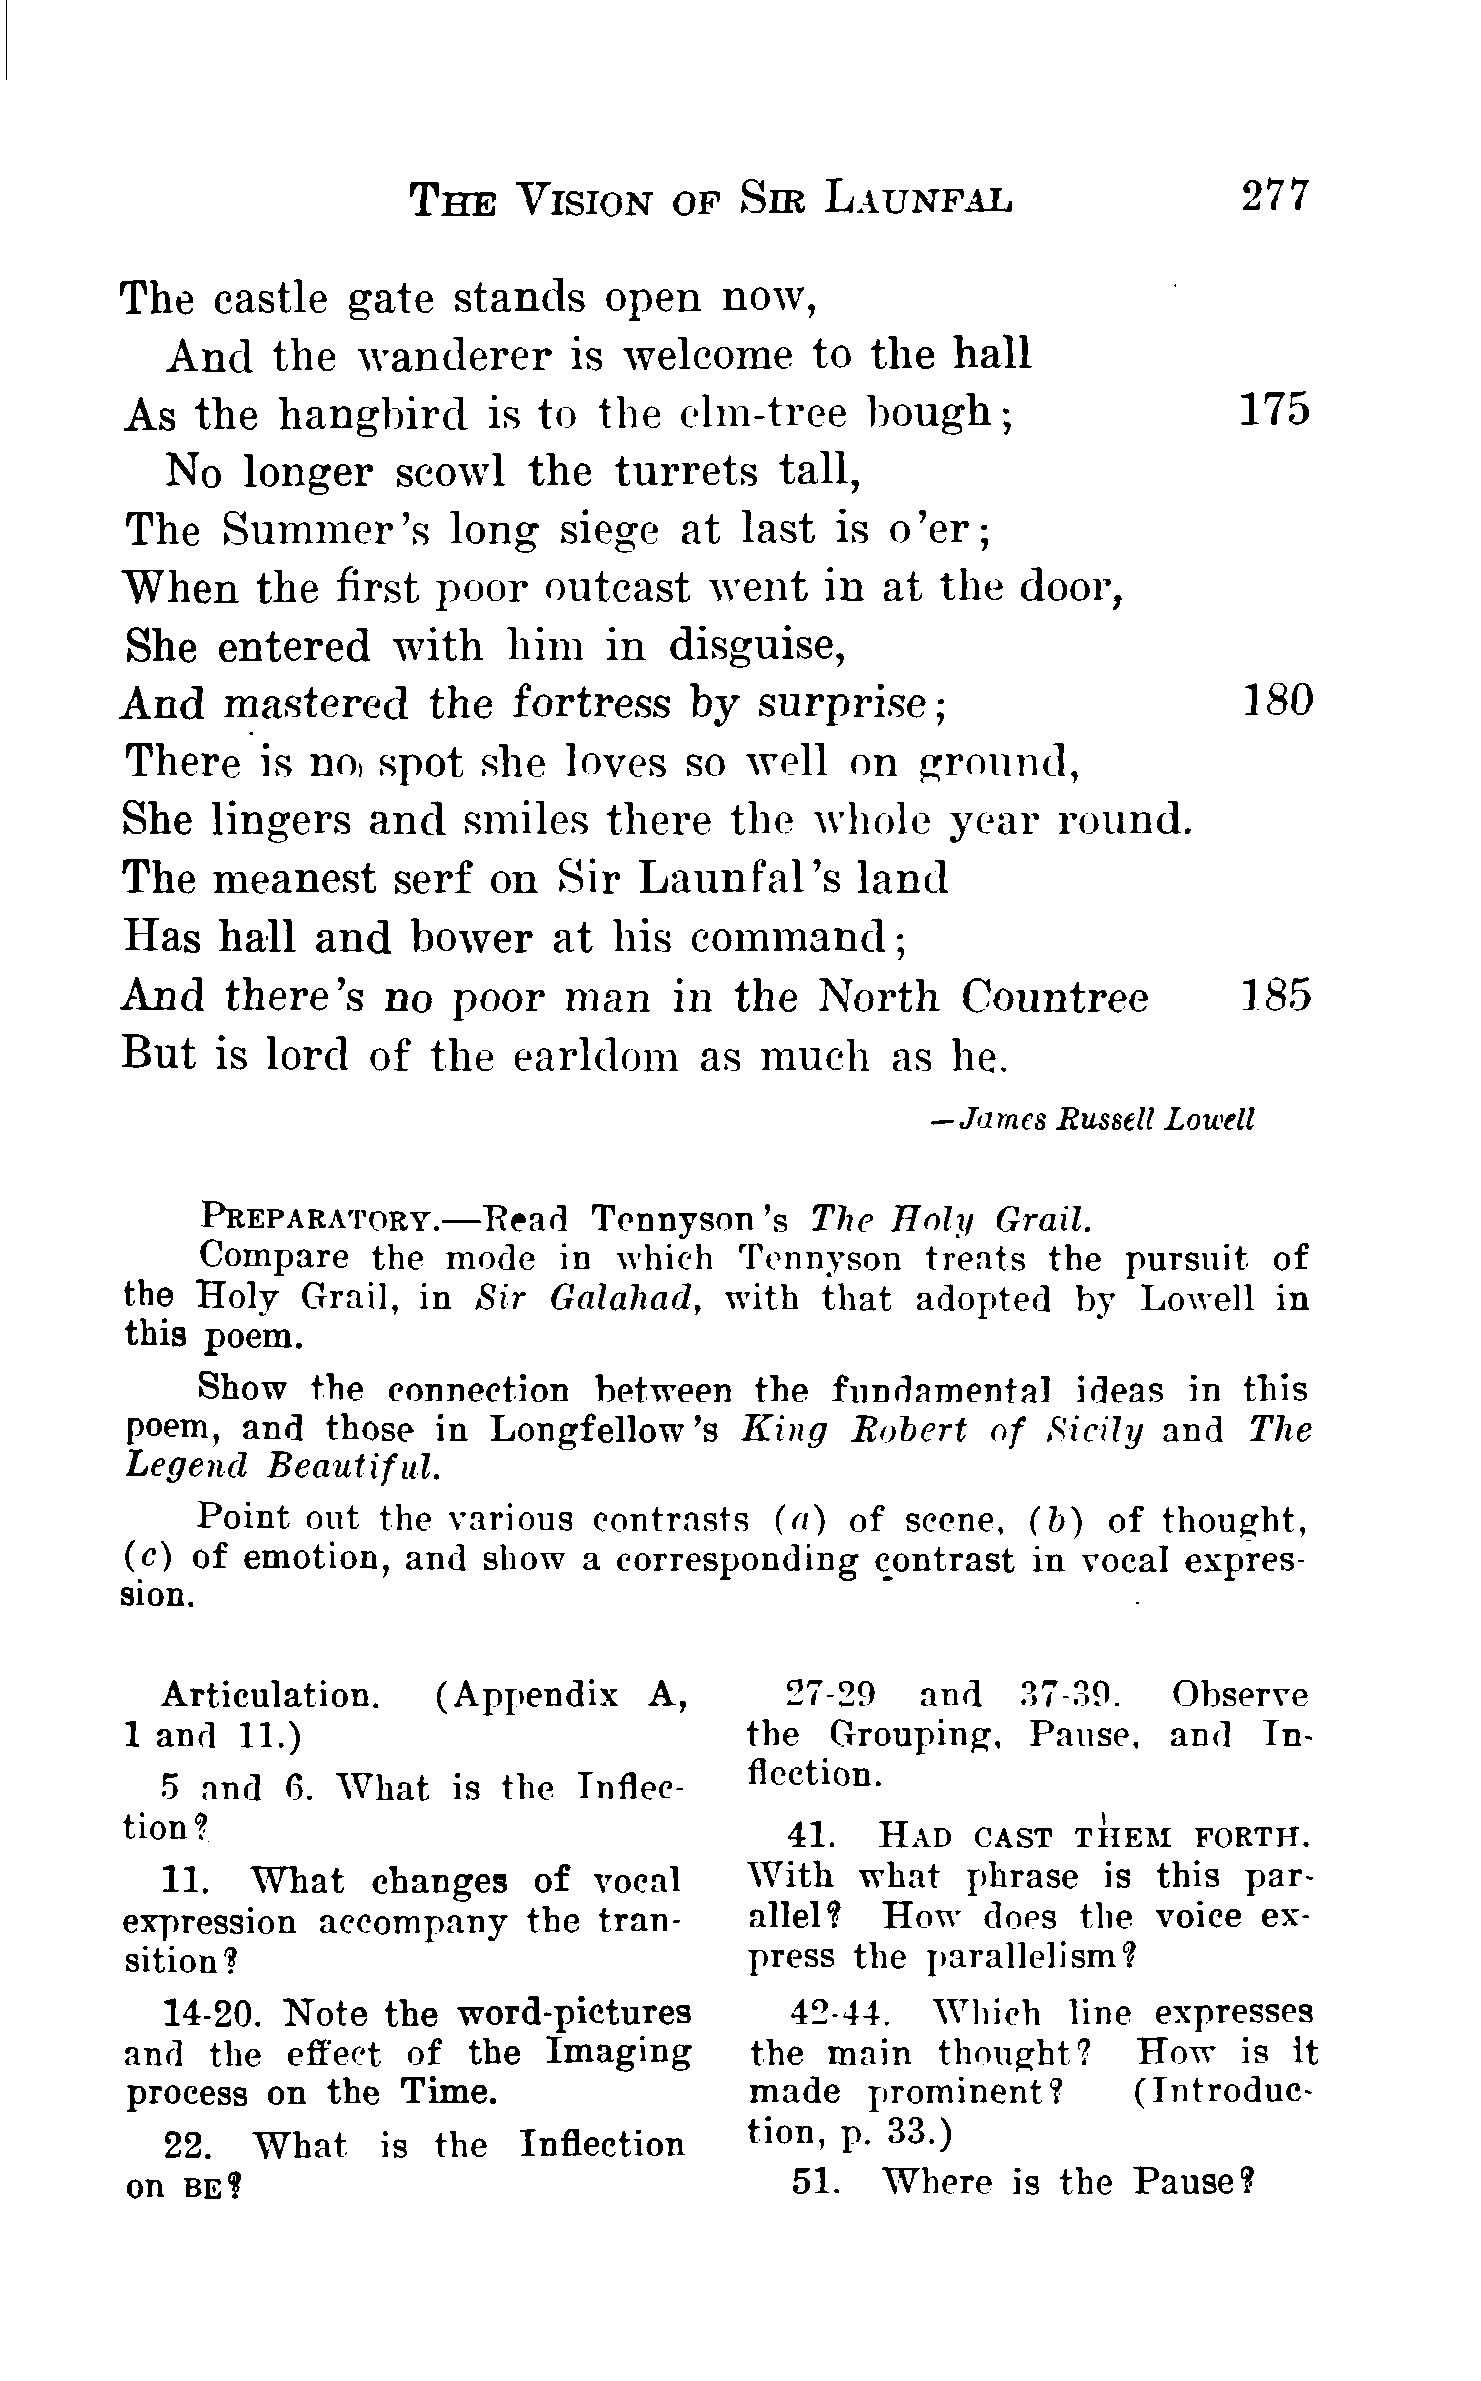 THE VISION OF SIR LAUNFAL 277
The castle gate stands open now,
And the wanderer is welcome to the hall
As the hangbird is to the elm-tree bough; 175
No longer scowl the turrets tall,
The Summer's long siege at last is o'er;
When the first poor outcast went in at the door,
She entered with him in disguise,
And mastered the fortress by surprise; 180
There is no spot she loves so well on ground,
She lingers and smiles there the whole year round.
The meanest serf on Sir Launfal's land
Has hall and bower at his command;
And there's no poor man in the North Countree 185
But is lord of the earldom as much as he.
—James Russell Lowell
PREPARATORY.—Read Tennyson's The Holy Grail.
Compare the mode in which Tennyson treats the pursuit of
the Holy Grail, in Sir Galahad, with that adopted by Lowell in
this poem.
Show the connection between the fundamental ideas in this
poem, and those in Longfellow's King Robert of Sicily and The
Legend Beautiful.
Point out the various contrasts (a) of scene, (b) of thought,
(c) of emotion, and show a corresponding contrast in vocal expres-
sion.
Articulation. (Appendix A,
1 and 11.)
5 and 6. What is the Inflec-
tion?
11. What changes of vocal
expression accompany the tran-
sition?
14-20. Note the word-pictures
and the effect of the Imaging
process on the Time.
22. What is the Inflection
on BE?
27-29 and 37-39. Observe
the Grouping, Pause, and In-
flection.
41. HAD CAST THEM FORTH.
With what phrase is this par-
allel? How does the voice ex-
press the parallelism?
42-44. Which line expresses
the main thought? How is it
made prominent? (Introduc-
tion, p. 33.)
51. Where is the Pause?